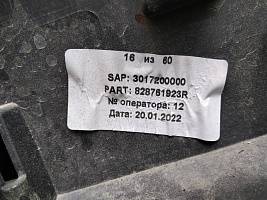 16 из 60
SAP: 3017200000
PART: 828761923R
№ оператора: 12
Дата: 20.01.2022